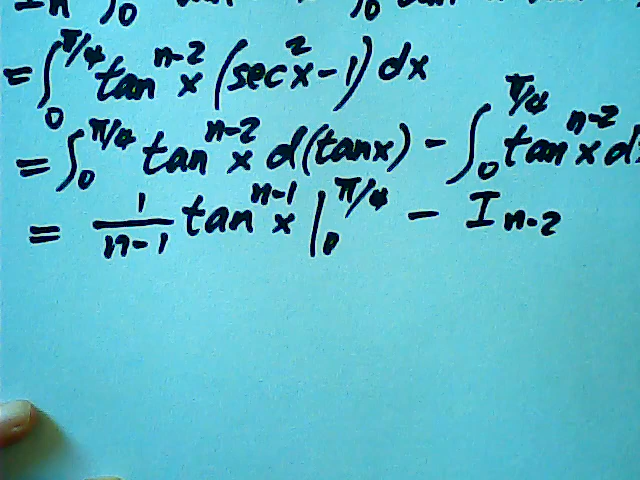 = ∫₀^{π/4} tan^{n-2} x (sec² x - 1) dx
= ∫₀^{π/4} tan^{n-2} x d(tan x) - ∫₀^{π/4} tan^{n-2} x d
= 1/(n-1) tan^{n-1} x |₀^{π/4} - I_{n-2}